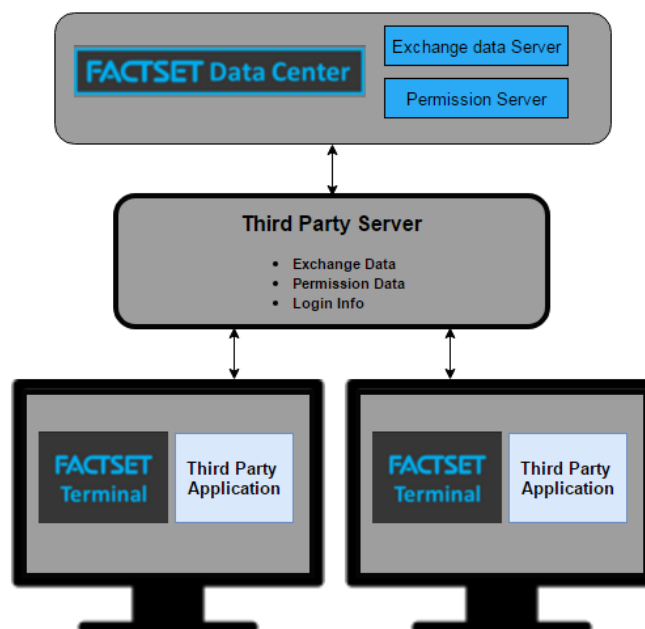 FACTSET Data Center
Exchange data Server
Permission Server
Third Party Server
• Exchange Data
• Permission Data
• Login Info
FACTSET
Terminal
Third Party
Application
FACTSET
Terminal
Third Party
Application